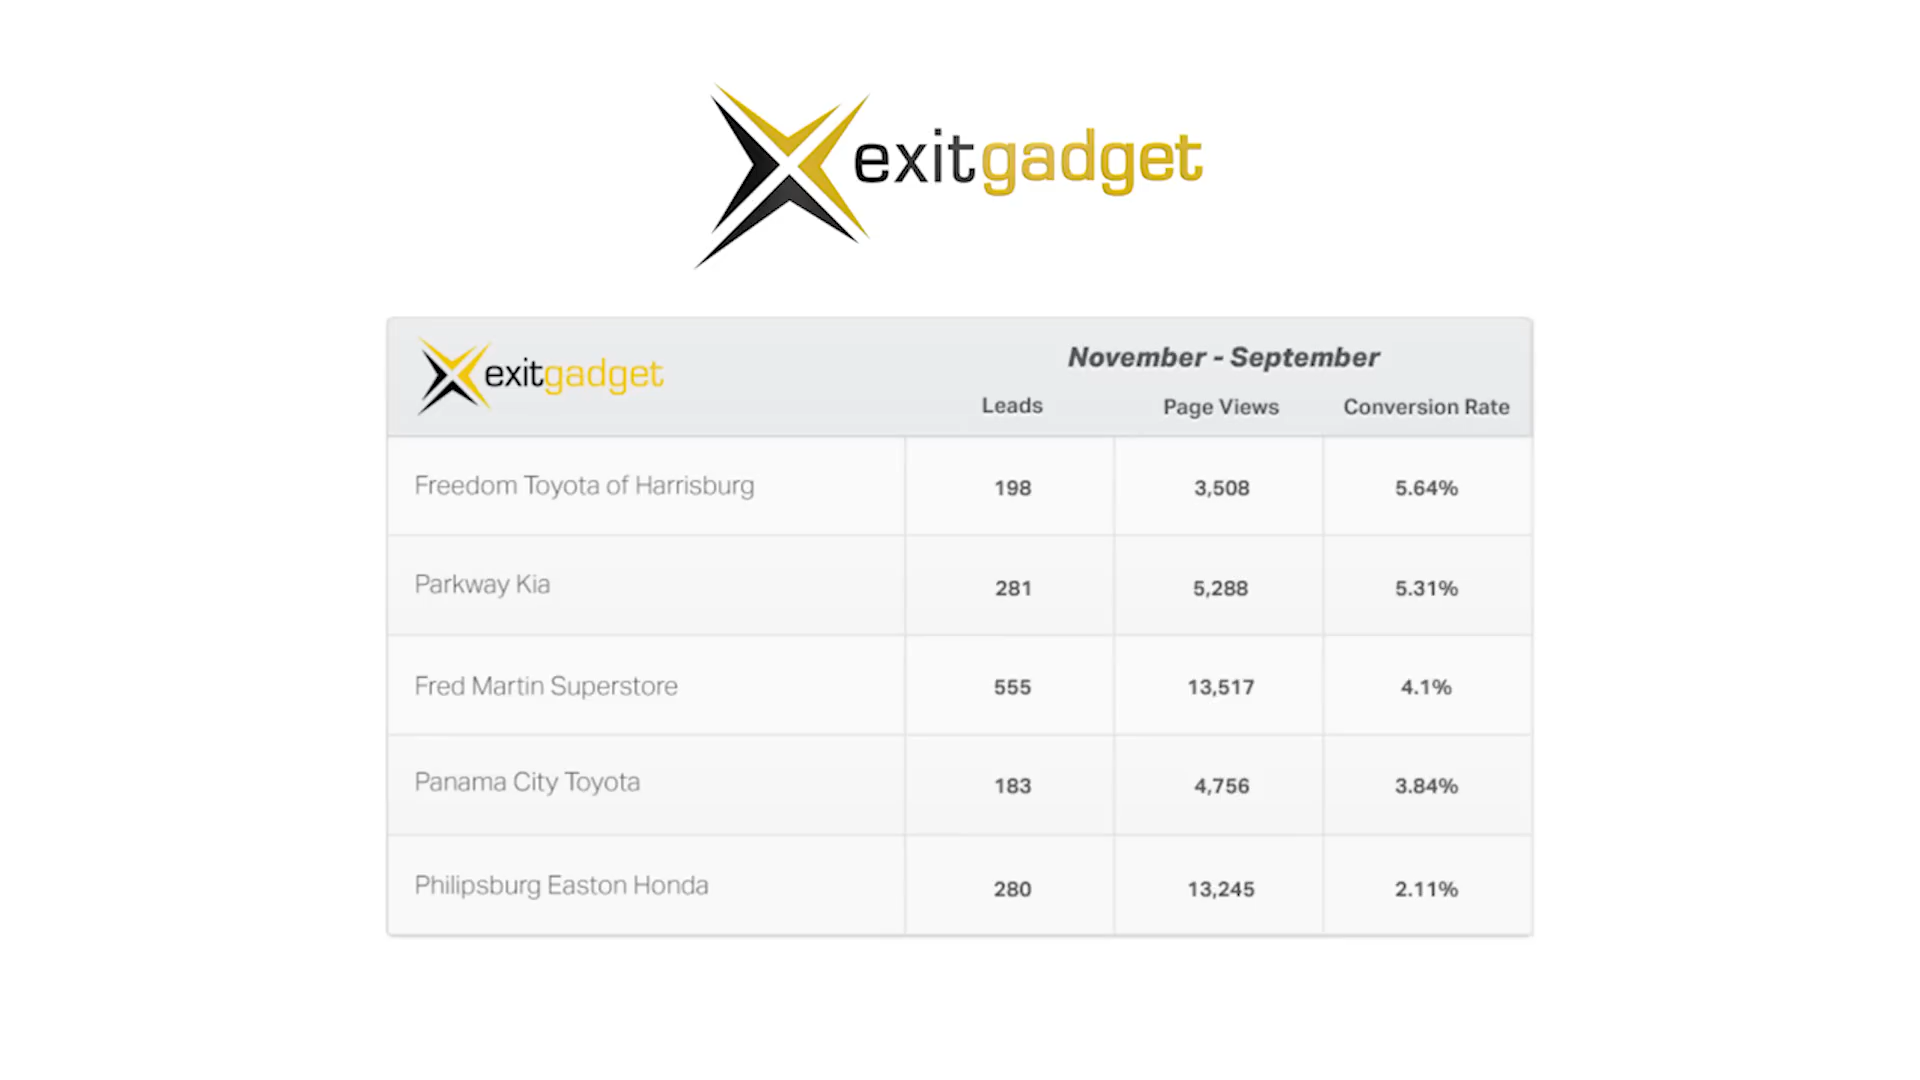 exitgadget
exitgadget
November - September
Leads Page Views Conversion Rate
Freedom Toyota of Harrisburg 198 3,508 5.64%
Parkway Kia 281 5,288 5.31%
Fred Martin Superstore 555 13,517 4.1%
Panama City Toyota 183 4,756 3.84%
Philipsburg Easton Honda 280 13,245 2.11%